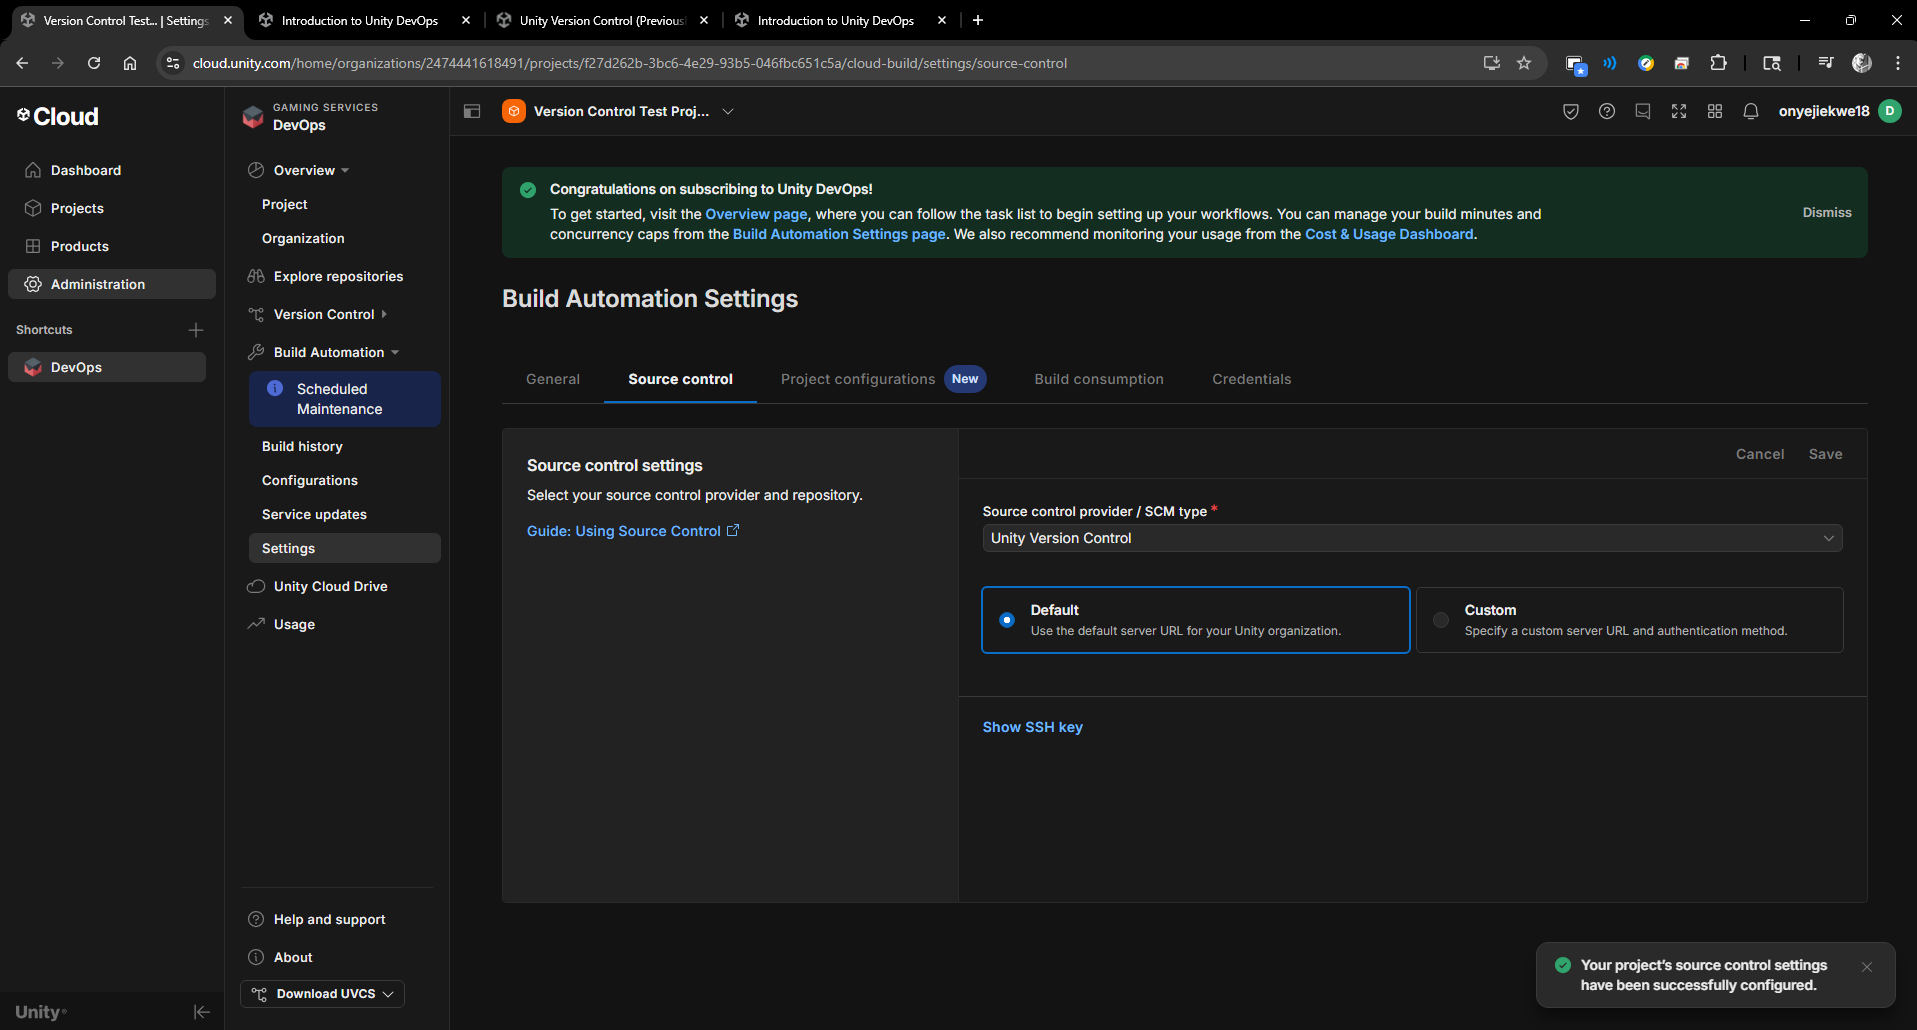 Version Control Test... | Settings
Introduction to Unity DevOps
Unity Version Control (Previous
Introduction to Unity DevOps
cloud.unity.com/home/organizations/2474441618491/projects/f27d262b-3bc6-4e29-93b5-046fbc651c5a/cloud-build/settings/source-control
Cloud
Dashboard
Projects
Products
Administration
Shortcuts
DevOps
Unity
GAMING SERVICES
DevOps
Overview
Project
Organization
Explore repositories
Version Control
Build Automation
Scheduled
Maintenance
Build history
Configurations
Service updates
Settings
Unity Cloud Drive
Usage
Help and support
About
Download UVCS
Version Control Test Proj...
onyejiekwe18
D
Congratulations on subscribing to Unity DevOps!
To get started, visit the Overview page, where you can follow the task list to begin setting up your workflows. You can manage your build minutes and
concurrency caps from the Build Automation Settings page. We also recommend monitoring your usage from the Cost & Usage Dashboard.
Dismiss
Build Automation Settings
General
Source control
Project configurations
New
Build consumption
Credentials
Source control settings
Select your source control provider and repository.
Guide: Using Source Control
Cancel
Save
Source control provider / SCM type *
Unity Version Control
Default
Use the default server URL for your Unity organization.
Custom
Specify a custom server URL and authentication method.
Show SSH key
Your project's source control settings
have been successfully configured.